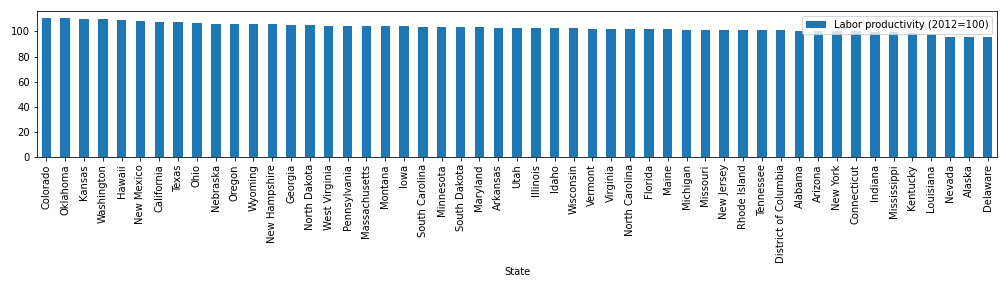 Labor productivity (2012=100)
100
80
60
40
20
0
Colorado
Oklahoma
Kansas
Washington
Hawaii
New Mexico
California
Texas
Ohio
Nebraska
Oregon
Wyoming
New Hampshire
Georgia
North Dakota
West Virginia
Pennsylvania
Massachusetts
Montana
Iowa
South Carolina
Minnesota
South Dakota
Maryland
Arkansas
Utah
Illinois
Idaho
Wisconsin
Vermont
Virginia
North Carolina
Florida
Maine
Michigan
Missouri
New Jersey
Rhode Island
Tennessee
District of Columbia
Alabama
Arizona
New York
Connecticut
Indiana
Mississippi
Kentucky
Louisiana
Nevada
Alaska
Delaware
State